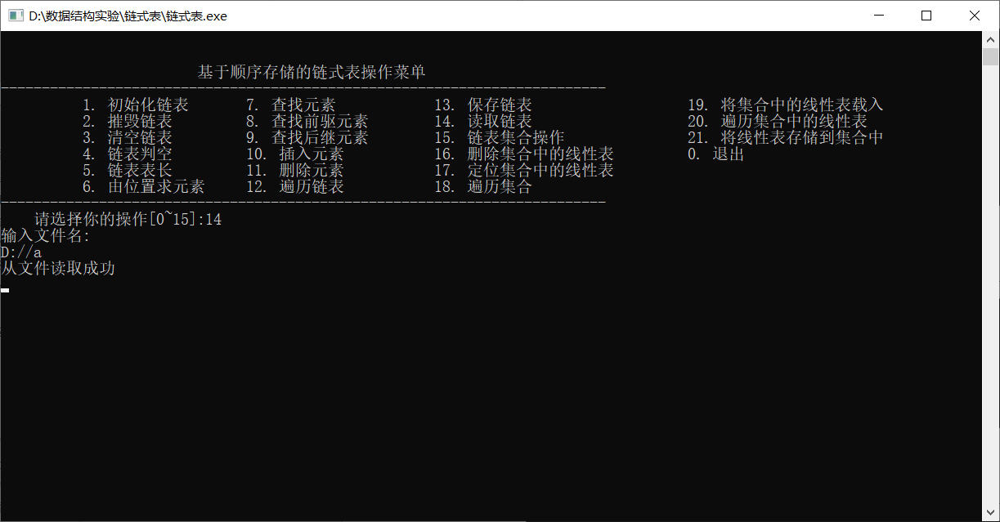 D:\数据结构实验\链式表\链式表.exe
基于顺序存储的链式表操作菜单
--------------------------------------------------------------------------
1. 初始化链表 7. 查找元素 13. 保存链表 19. 将集合中的线性表载入
2. 摧毁链表 8. 查找前驱元素 14. 读取链表 20. 遍历集合中的线性表
3. 清空链表 9. 查找后继元素 15. 链表集合操作 21. 将线性表存储到集合中
4. 链表判空 10. 插入元素 16. 删除集合中的线性表 0. 退出
5. 链表表长 11. 删除元素 17. 定位集合中的线性表
6. 由位置求元素 12. 遍历链表 18. 遍历集合
--------------------------------------------------------------------------
请选择你的操作[0~15]:14
输入文件名:
D://a
从文件读取成功